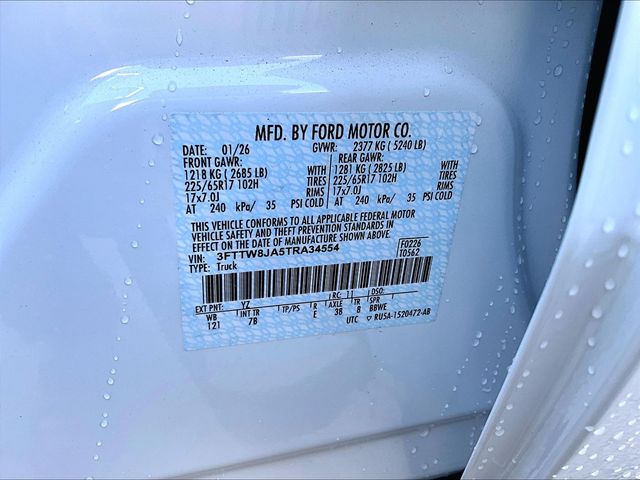 MFD. BY FORD MOTOR CO.
DATE: 01/26 GVWR: 2377 KG ( 5240 LB)
FRONT GAWR: REAR GAWR:
1218 KG ( 2685 LB) WITH 1281 KG ( 2825 LB) WITH
225/65R17 102H TIRES 225/65R17 102H TIRES
17x7.0J RIMS 17x7.0J RIMS
AT 240 kPa/ 35 PSI COLD AT 240 kPa/ 35 PSI COLD
THIS VEHICLE CONFORMS TO ALL APPLICABLE FEDERAL MOTOR
VEHICLE SAFETY AND THEFT PREVENTION STANDARDS IN
EFFECT ON THE DATE OF MANUFACTURE SHOWN ABOVE.
VIN: 3FTTW8JA5TRA34554 F0226
TYPE: Truck T0562
EXT PNT: YZ RC: 11 DSO:
WB INT TR TP/PS R AXLE TR SPR
121 7B E 38 8 BBWE
UTC ▽ RU5A-1520472-AB